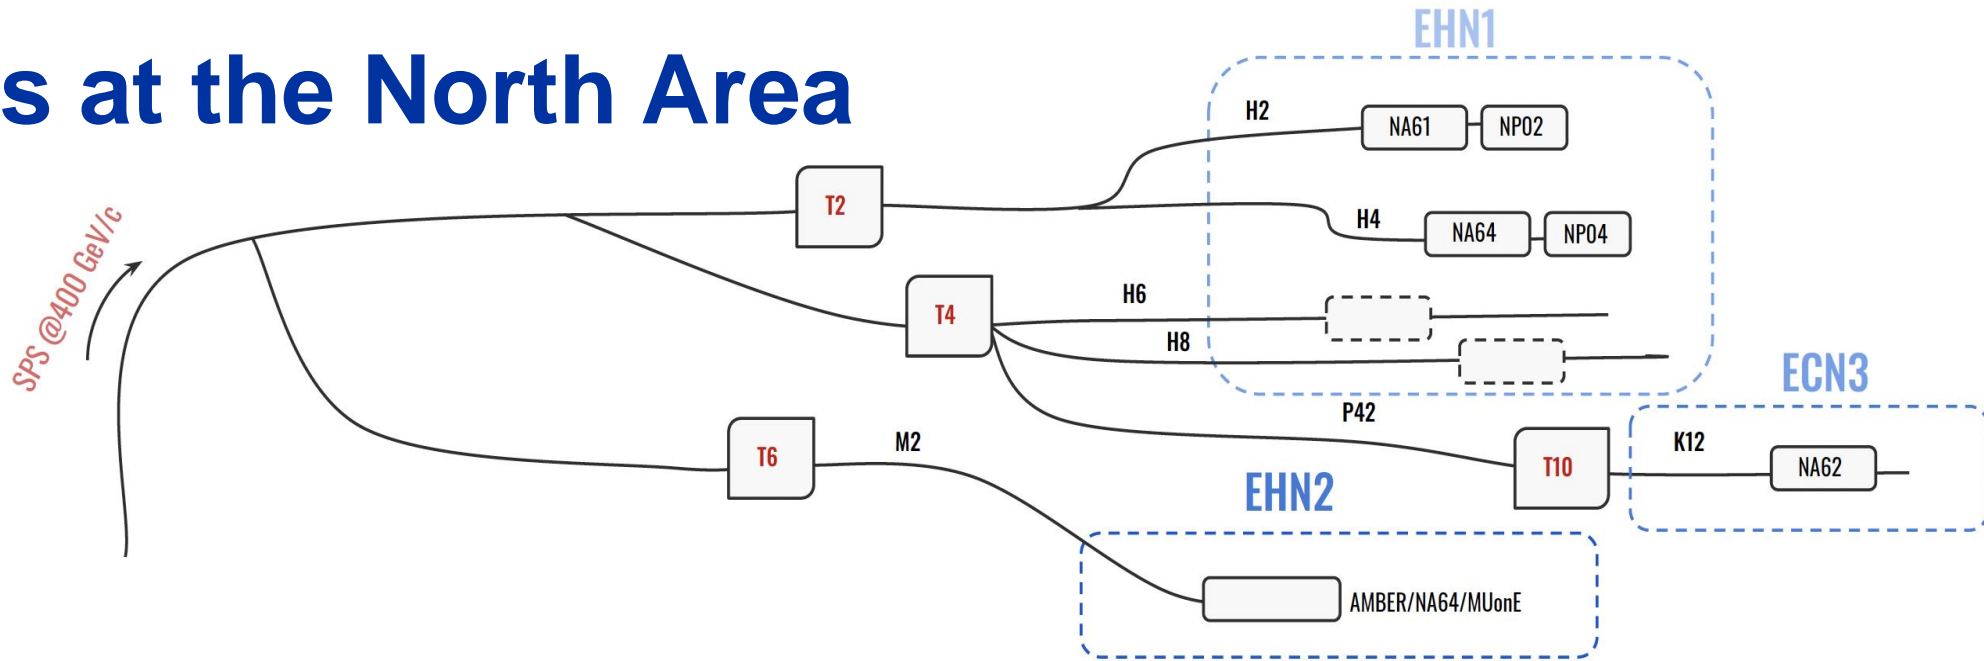 s at the North Area
EHN1
H2
NA61
NP02
T2
SPS @400 GeV/c
H4
NA64
NP04
H6
T4
H8
ECN3
P42
M2
K12
T6
T10
NA62
EHN2
AMBER/NA64/MUonE